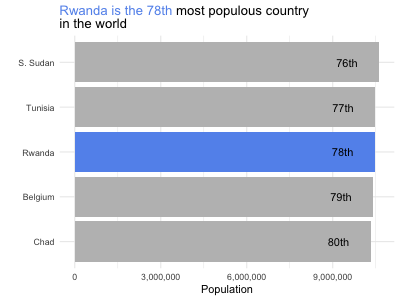 Rwanda is the 78th most populous country
in the world
S. Sudan
76th
Tunisia
77th
Rwanda
78th
Belgium
79th
Chad
80th
0
3,000,000
6,000,000
9,000,000
Population